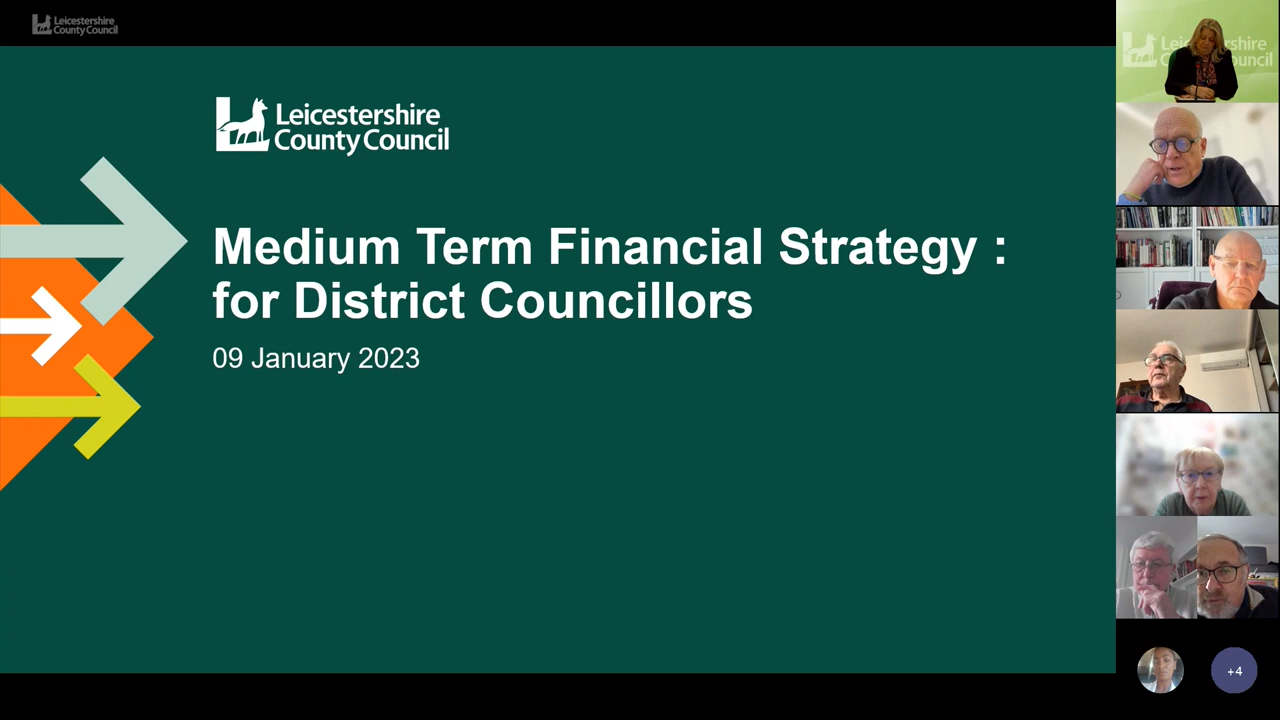 Leicestershire
County Council
Leicestershire
County Council
Medium Term Financial Strategy :
for District Councillors
09 January 2023
+4